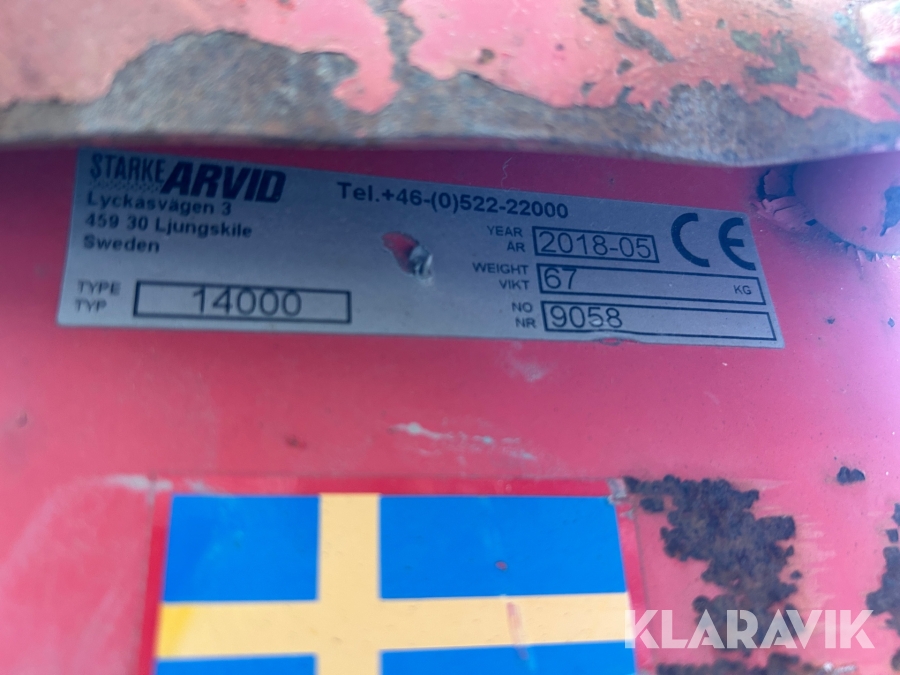 STARKE ARVID
Lyckåsvägen 3
459 30 Ljungskile
Sweden
Tel.+46-(0)522-22000
YEAR
ÅR
2018-05
CE
WEIGHT
VIKT
67
KG
TYPE
TYP
14000
NO
NR
9058
KLARAVIK